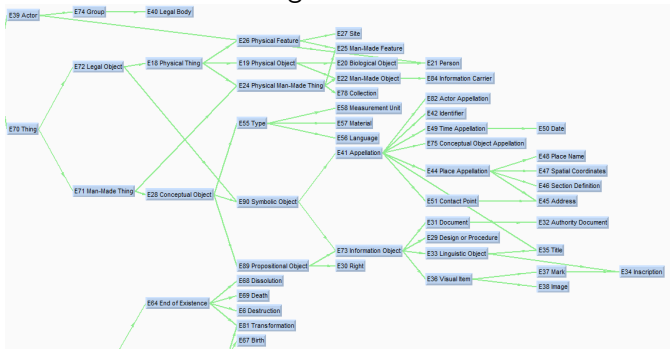 E39 Actor
E74 Group
E40 Legal Body
E27 Site
E26 Physical Feature
E25 Man-Made Feature
E72 Legal Object
E18 Physical Thing
E19 Physical Object
E20 Biological Object
E21 Person
E22 Man-Made Object
E84 Information Carrier
E24 Physical Man-Made Thing
E78 Collection
E82 Actor Appellation
E58 Measurement Unit
E42 Identifier
E55 Type
E57 Material
E49 Time Appellation
E50 Date
E70 Thing
E56 Language
E75 Conceptual Object Appellation
E41 Appellation
E48 Place Name
E44 Place Appellation
E47 Spatial Coordinates
E46 Section Definition
E71 Man-Made Thing
E28 Conceptual Object
E90 Symbolic Object
E51 Contact Point
E45 Address
E31 Document
E32 Authority Document
E29 Design or Procedure
E73 Information Object
E33 Linguistic Object
E35 Title
E89 Propositional Object
E30 Right
E37 Mark
E34 Inscription
E36 Visual Item
E38 Image
E68 Dissolution
E64 End of Existence
E69 Death
E6 Destruction
E81 Transformation
E67 Birth